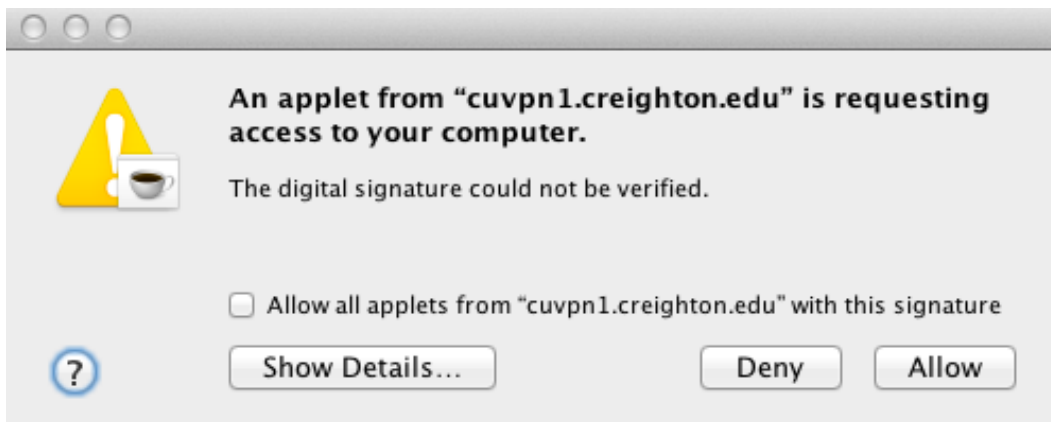 An applet from “cuvpn1.creighton.edu” is requesting
access to your computer.
The digital signature could not be verified.
Allow all applets from “cuvpn1.creighton.edu” with this signature
?
Show Details...
Deny
Allow